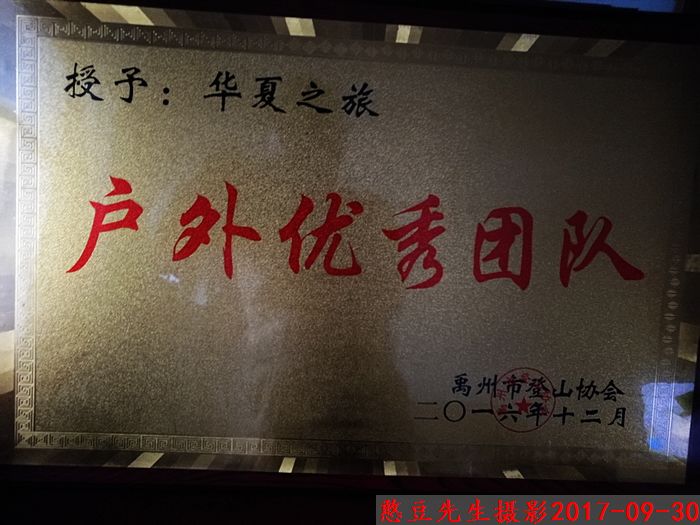 授予：华夏之旅
户外优秀团队
禹州市登山协会
二〇一六年十二月
憨豆先生摄影2017-09-30